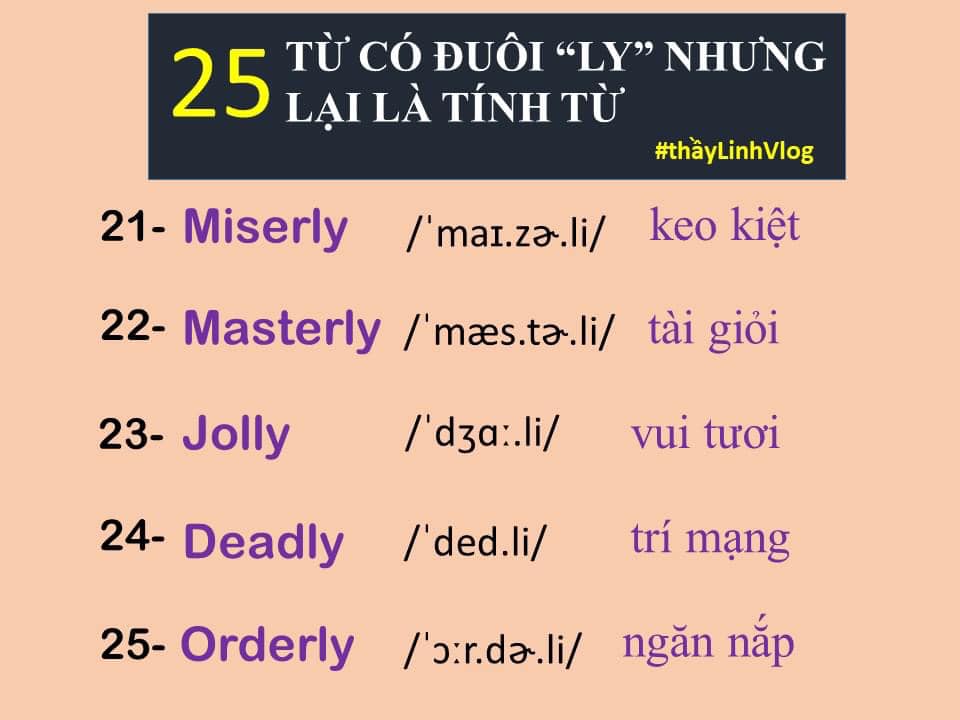 25 TỪ CÓ ĐUÔI “LY” NHƯNG
LẠI LÀ TÍNH TỪ
#thầyLinhVlog
21- Miserly /ˈmaɪ.zɚ.li/ keo kiệt
22- Masterly /ˈmæs.tɚ.li/ tài giỏi
23- Jolly /ˈdʒɑː.li/ vui tươi
24- Deadly /ˈded.li/ trí mạng
25- Orderly /ˈɔːr.dɚ.li/ ngăn nắp